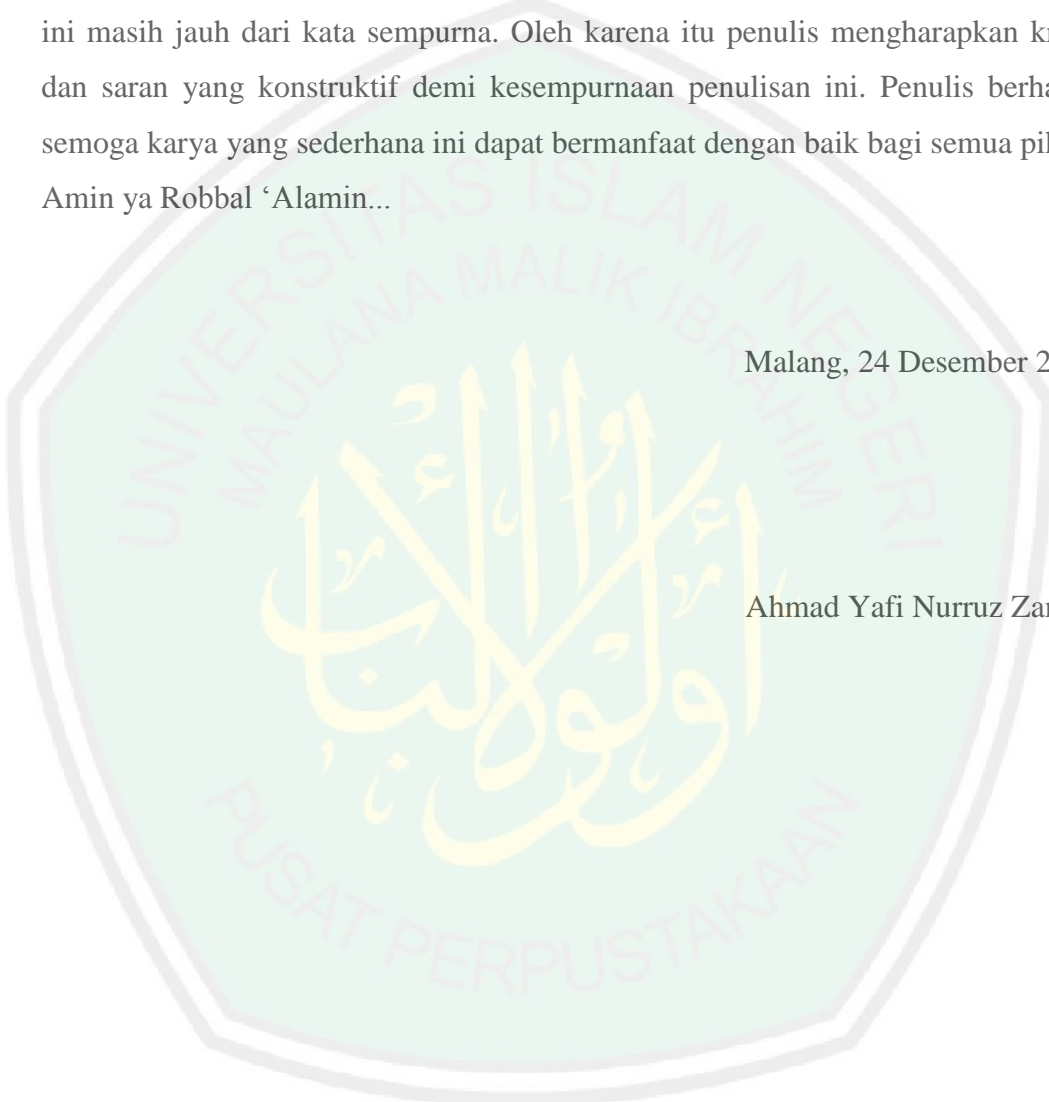 ini masih jauh dari kata sempurna. Oleh karena itu penulis mengharapkan
dan saran yang konstruktif demi kesempurnaan penulisan ini. Penulis
semoga karya yang sederhana ini dapat bermanfaat dengan baik bagi semua
Amin ya Robbal ‘Alamin...
Malang, 24 Desember
Ahmad Yafi Nurruz
UNIVERSITAS ISLAM NEGERI
MAULANA MALIK IBRAHIM
أولوا الألباب
PUSAT PERPUSTAKAAN